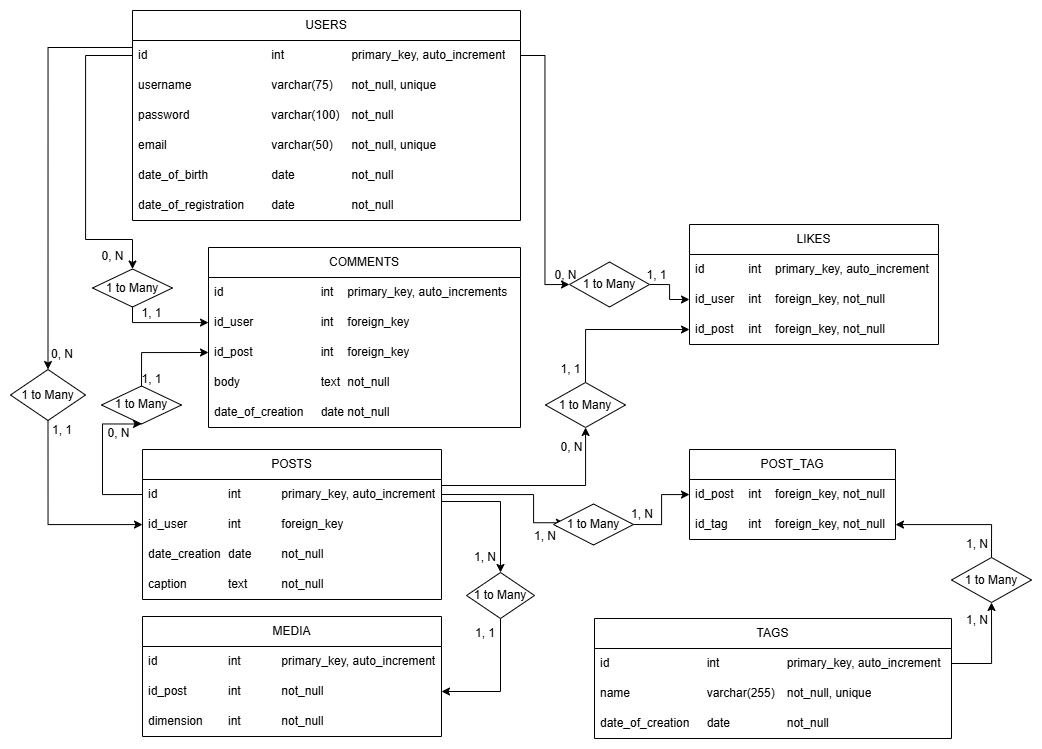 USERS
id int primary_key, auto_increment
username varchar(75) not_null, unique
password varchar(100) not_null
email varchar(50) not_null, unique
date_of_birth date not_null
date_of_registration date not_null
0, N
1 to Many
1, 1
COMMENTS
id int primary_key, auto_increments
id_user int foreign_key
id_post int foreign_key
body text not_null
date_of_creation date not_null
0, N
1 to Many
1, 1
LIKES
id int primary_key, auto_increment
id_user int foreign_key, not_null
id_post int foreign_key, not_null
0, N
1 to Many
1, 1
1, 1
1 to Many
0, N
1, 1
1 to Many
0, N
POSTS
id int primary_key, auto_increment
id_user int foreign_key
date_creation date not_null
caption text not_null
1, N
1 to Many
1, N
POST_TAG
id_post int foreign_key, not_null
id_tag int foreign_key, not_null
1, N
1 to Many
1, 1
1, N
1 to Many
1, N
MEDIA
id int primary_key, auto_increment
id_post int not_null
dimension int not_null
TAGS
id int primary_key, auto_increment
name varchar(255) not_null, unique
date_of_creation date not_null